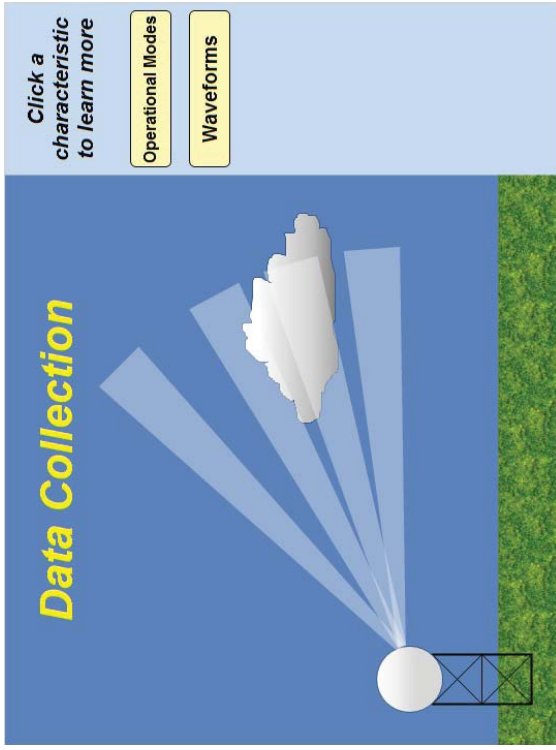 Data Collection
Click a
characteristic
to learn more
Operational Modes
Waveforms